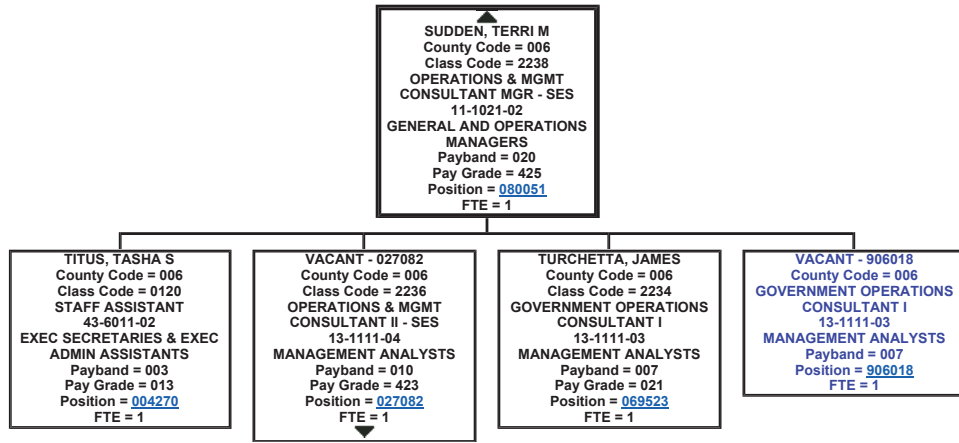 SUDDEN, TERRI M
County Code = 006
Class Code = 2238
OPERATIONS & MGMT
CONSULTANT MGR - SES
11-1021-02
GENERAL AND OPERATIONS
MANAGERS
Payband = 020
Pay Grade = 425
Position = 080051
FTE = 1
TITUS, TASHA S
County Code = 006
Class Code = 0120
STAFF ASSISTANT
43-6011-02
EXEC SECRETARIES & EXEC
ADMIN ASSISTANTS
Payband = 003
Pay Grade = 013
Position = 004270
FTE = 1
VACANT - 027082
County Code = 006
Class Code = 2236
OPERATIONS & MGMT
CONSULTANT II - SES
13-1111-04
MANAGEMENT ANALYSTS
Payband = 010
Pay Grade = 423
Position = 027082
FTE = 1
TURCHETTA, JAMES
County Code = 006
Class Code = 2234
GOVERNMENT OPERATIONS
CONSULTANT I
13-1111-03
MANAGEMENT ANALYSTS
Payband = 007
Pay Grade = 021
Position = 069523
FTE = 1
VACANT - 906018
County Code = 006
GOVERNMENT OPERATIONS
CONSULTANT I
13-1111-03
MANAGEMENT ANALYSTS
Payband = 007
Position = 906018
FTE = 1